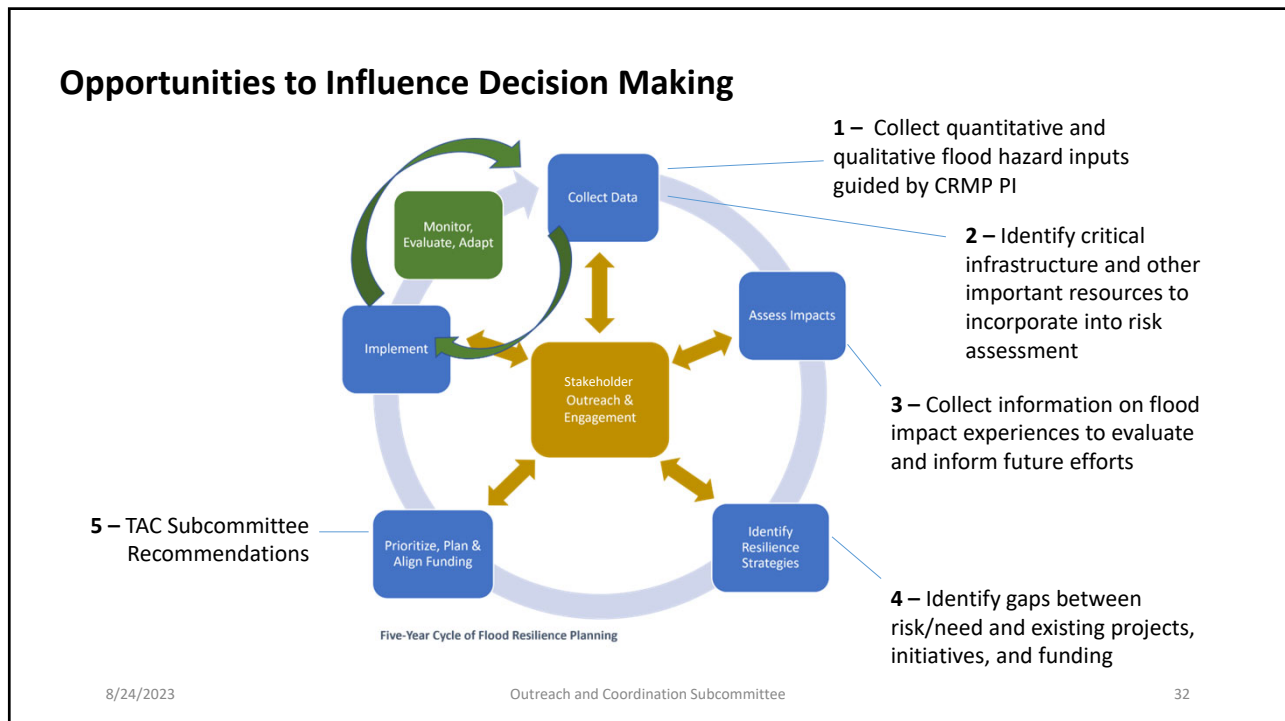 Opportunities to Influence Decision Making
1 – Collect quantitative and
qualitative flood hazard inputs
guided by CRMP PI
Collect Data
Monitor,
Evaluate, Adapt
2 – Identify critical
infrastructure and other
important resources to
incorporate into risk
assessment
Assess Impacts
Implement
Stakeholder
Outreach &
Engagement
3 – Collect information on flood
impact experiences to evaluate
and inform future efforts
5 – TAC Subcommittee
Recommendations
Prioritize, Plan &
Align Funding
Identify
Resilience
Strategies
4 – Identify gaps between
risk/need and existing projects,
initiatives, and funding
Five-Year Cycle of Flood Resilience Planning
8/24/2023
Outreach and Coordination Subcommittee
32